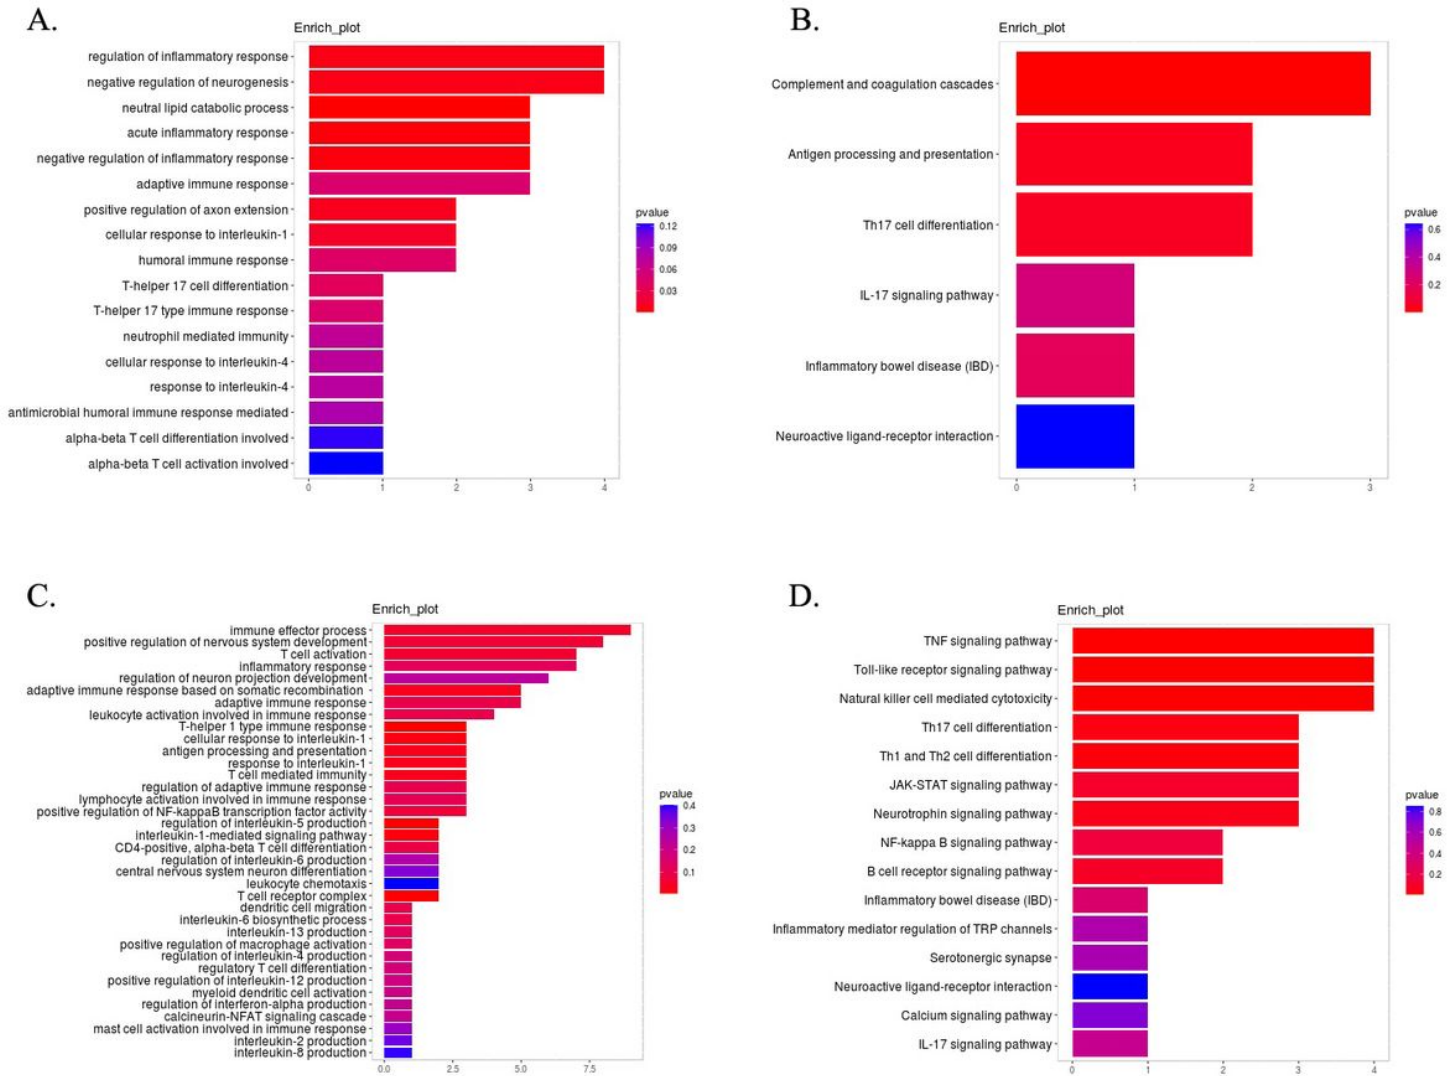 A.
Enrich_plot
regulation of inflammatory response
negative regulation of neurogenesis
neutral lipid catabolic process
acute inflammatory response
negative regulation of inflammatory response
adaptive immune response
positive regulation of axon extension
cellular response to interleukin-1
humoral immune response
T-helper 17 cell differentiation
T-helper 17 type immune response
neutrophil mediated immunity
cellular response to interleukin-4
response to interleukin-4
antimicrobial humoral immune response mediated
alpha-beta T cell differentiation involved
alpha-beta T cell activation involved
0 1 2 3 4
pvalue
0.12
0.09
0.06
0.03
B.
Enrich_plot
Complement and coagulation cascades
Antigen processing and presentation
Th17 cell differentiation
IL-17 signaling pathway
Inflammatory bowel disease (IBD)
Neuroactive ligand-receptor interaction
0 1 2 3
pvalue
0.6
0.4
0.2
C.
Enrich_plot
immune effector process
positive regulation of nervous system development
T cell activation
inflammatory response
regulation of neuron projection development
adaptive immune response based on somatic recombination
adaptive immune response
leukocyte activation involved in immune response
T-helper 1 type immune response
cellular response to interleukin-1
antigen processing and presentation
response to interleukin-1
T cell mediated immunity
regulation of adaptive immune response
lymphocyte activation involved in immune response
positive regulation of NF-kappaB transcription factor activity
regulation of interleukin-5 production
interleukin-1-mediated signaling pathway
CD4-positive, alpha-beta T cell differentiation
regulation of interleukin-6 production
central nervous system neuron differentiation
leukocyte chemotaxis
T cell receptor complex
dendritic cell migration
interleukin-6 biosynthetic process
interleukin-13 production
positive regulation of macrophage activation
regulation of interleukin-4 production
regulatory T cell differentiation
positive regulation of interleukin-12 production
myeloid dendritic cell activation
regulation of interferon-alpha production
calcineurin-NFAT signaling cascade
mast cell activation involved in immune response
interleukin-2 production
interleukin-8 production
0.0 2.5 5.0 7.5
pvalue
0.4
0.3
0.2
0.1
D.
Enrich_plot
TNF signaling pathway
Toll-like receptor signaling pathway
Natural killer cell mediated cytotoxicity
Th17 cell differentiation
Th1 and Th2 cell differentiation
JAK-STAT signaling pathway
Neurotrophin signaling pathway
NF-kappa B signaling pathway
B cell receptor signaling pathway
Inflammatory bowel disease (IBD)
Inflammatory mediator regulation of TRP channels
Serotonergic synapse
Neuroactive ligand-receptor interaction
Calcium signaling pathway
IL-17 signaling pathway
0 1 2 3 4
pvalue
0.8
0.6
0.4
0.2